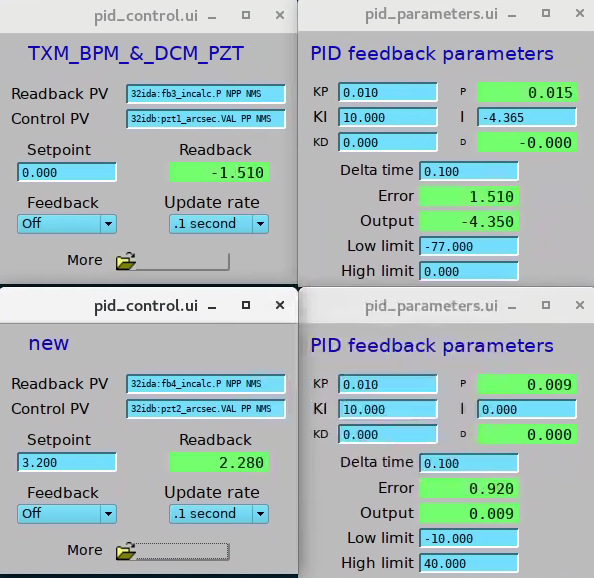 pid_control.ui
TXM_BPM_&_DCM_PZT
Readback PV 32ida:fb3_incalc.P NPP NMS
Control PV 32idb:pzt1_arcsec.VAL PP NMS
Setpoint Readback
0.000 -1.510
Feedback Update rate
Off .1 second
More
pid_parameters.ui
PID feedback parameters
KP 0.010 P 0.015
KI 10.000 I -4.365
KD 0.000 D -0.000
Delta time 0.100
Error 1.510
Output -4.350
Low limit -77.000
High limit 0.000
pid_control.ui
new
Readback PV 32ida:fb4_incalc.P NPP NMS
Control PV 32idb:pzt2_arcsec.VAL PP NMS
Setpoint Readback
3.200 2.280
Feedback Update rate
Off .1 second
More
pid_parameters.ui
PID feedback parameters
KP 0.010 P 0.009
KI 10.000 I 0.000
KD 0.000 D 0.000
Delta time 0.100
Error 0.920
Output 0.009
Low limit -10.000
High limit 40.000